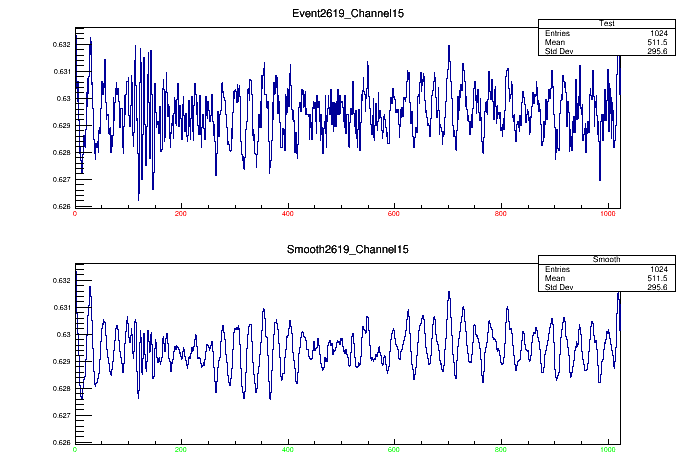 Event2619_Channel15
Test
Entries 1024
Mean 511.5
Std Dev 295.6
0.632
0.631
0.63
0.629
0.628
0.627
0.626
0 200 400 600 800 1000
Smooth2619_Channel15
Smooth
Entries 1024
Mean 511.5
Std Dev 295.6
0.632
0.631
0.63
0.629
0.628
0.627
0.626
0 200 400 600 800 1000